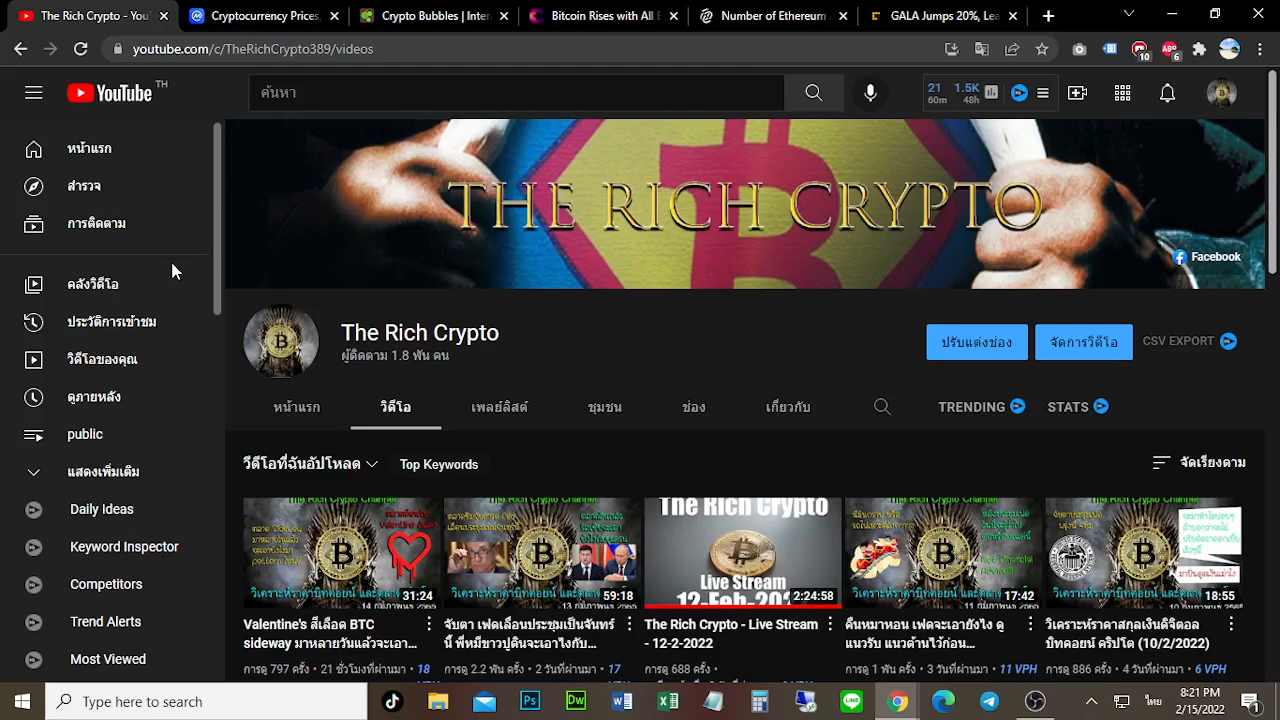 The Rich Crypto - YouTube
Cryptocurrency Prices,
Crypto Bubbles | Inter
Bitcoin Rises with All E
Number of Ethereum A
GALA Jumps 20%, Lea
youtube.com/c/TheRichCrypto389/videos
10
6
YouTube TH
ค้นหา
21 60m 1.5K 48h
หน้าแรก
สำรวจ
การติดตาม
คลังวิดีโอ
ประวัติการเข้าชม
วิดีโอของคุณ
ดูภายหลัง
public
แสดงเพิ่มเติม
Daily Ideas
Keyword Inspector
Competitors
Trend Alerts
Most Viewed
THE RICH CRYPTO
Facebook
The Rich Crypto
ผู้ติดตาม 1.8 พัน คน
ปรับแต่งช่อง
จัดการวิดีโอ
CSV EXPORT
หน้าแรก
วิดีโอ
เพลย์ลิสต์
ชุมชน
ช่อง
เกี่ยวกับ
TRENDING
STATS
วิดีโอที่ฉันอัปโหลด
Top Keywords
จัดเรียงตาม
The Rich Crypto Channel
31:24
The Rich Crypto Channel
59:18
The Rich Crypto
Live Stream
2:24:58
The Rich Crypto Channel
17:42
The Rich Crypto Channel
18:55
Valentine's สีเลือด BTC
sideway มาหลายวันแล้ว
จะเอา...
จับตา เฟดเลื่อนประชุมเป็นจันทร์
นี้ พี่หมีขาวปูตินจะเอาไงกับ...
The Rich Crypto - Live Stream
- 12-2-2022
คืนหมาหอน เฟดจะเอายังไง ดู
แนวรับ แนวต้านไว้ก่อน...
วิเคราะห์ราคาสกุลเงินดิจิตอล
บิทคอยน์ คริปโต (10/2/2022)
การดู 797 ครั้ง • 21 ชั่วโมงที่ผ่านมา • 18
การดู 2.2 พัน ครั้ง • 2 วันที่ผ่านมา • 17
การดู 688 ครั้ง •
การดู 1 พัน ครั้ง • 3 วันที่ผ่านมา • 11 VPH
การดู 886 ครั้ง • 4 วันที่ผ่านมา • 6 VPH
Type here to search
ไทย
8:21 PM
2/15/2022
1